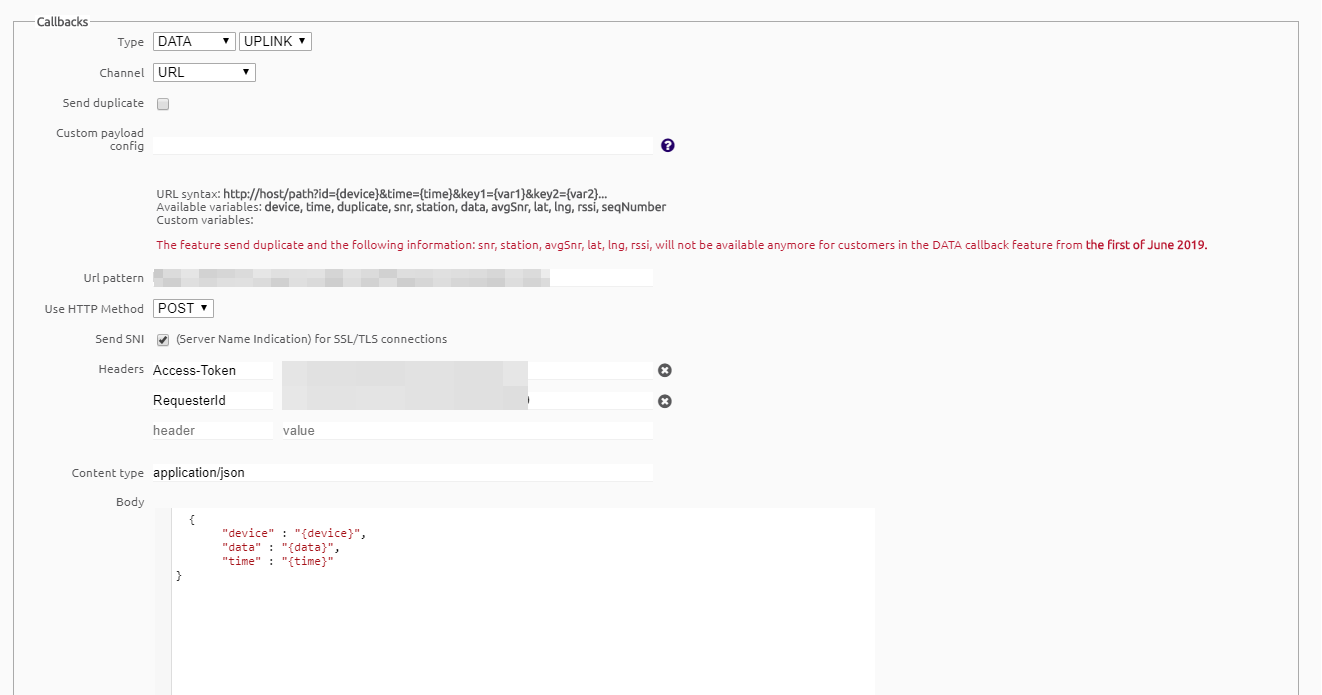 Callbacks
Type DATA UPLINK
Channel URL
Send duplicate
Custom payload
config
?
URL syntax: http://host/path?id={device}&time={time}&key1={var1}&key2={var2}...
Available variables: device, time, duplicate, snr, station, data, avgSnr, lat, lng, rssi, seqNumber
Custom variables:
The feature send duplicate and the following information: snr, station, avgSnr, lat, lng, rssi, will not be available anymore for customers in the DATA callback feature from the first of June 2019.
Url pattern
Use HTTP Method POST
Send SNI (Server Name Indication) for SSL/TLS connections
Headers Access-Token
RequesterId
header value
Content type application/json
Body
{
"device" : "{device}",
"data" : "{data}",
"time" : "{time}"
}